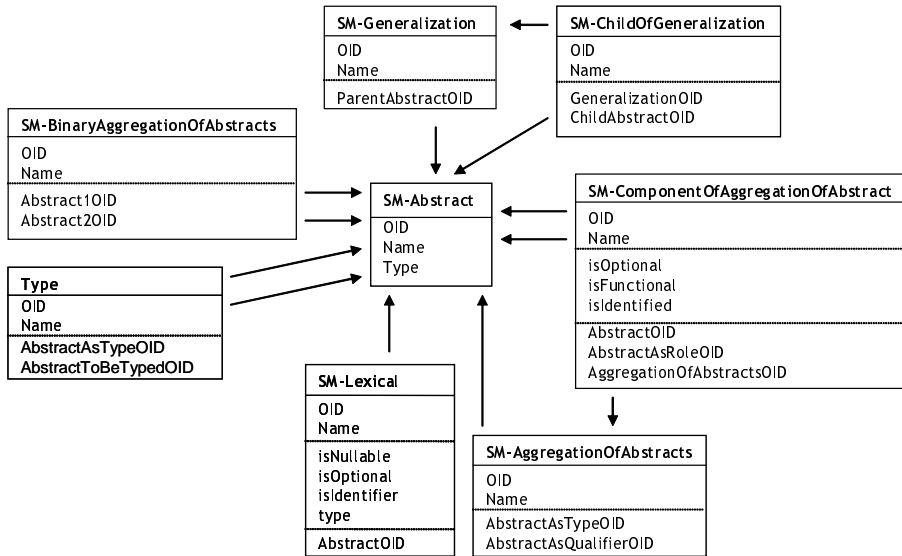 SM-Generalization
OID
Name
ParentAbstractOID
SM-ChildOfGeneralization
OID
Name
GeneralizationOID
ChildAbstractOID
SM-BinaryAggregationOfAbstracts
OID
Name
Abstract1OID
Abstract2OID
SM-Abstract
OID
Name
Type
SM-ComponentOfAggregationOfAbstract
OID
Name
isOptional
isFunctional
isIdentified
AbstractOID
AbstractAsRoleOID
AggregationOfAbstractsOID
Type
OID
Name
AbstractAsTypeOID
AbstractToBeTypedOID
SM-Lexical
OID
Name
isNullable
isOptional
isIdentifier
type
AbstractOID
SM-AggregationOfAbstracts
OID
Name
AbstractAsTypeOID
AbstractAsQualifierOID